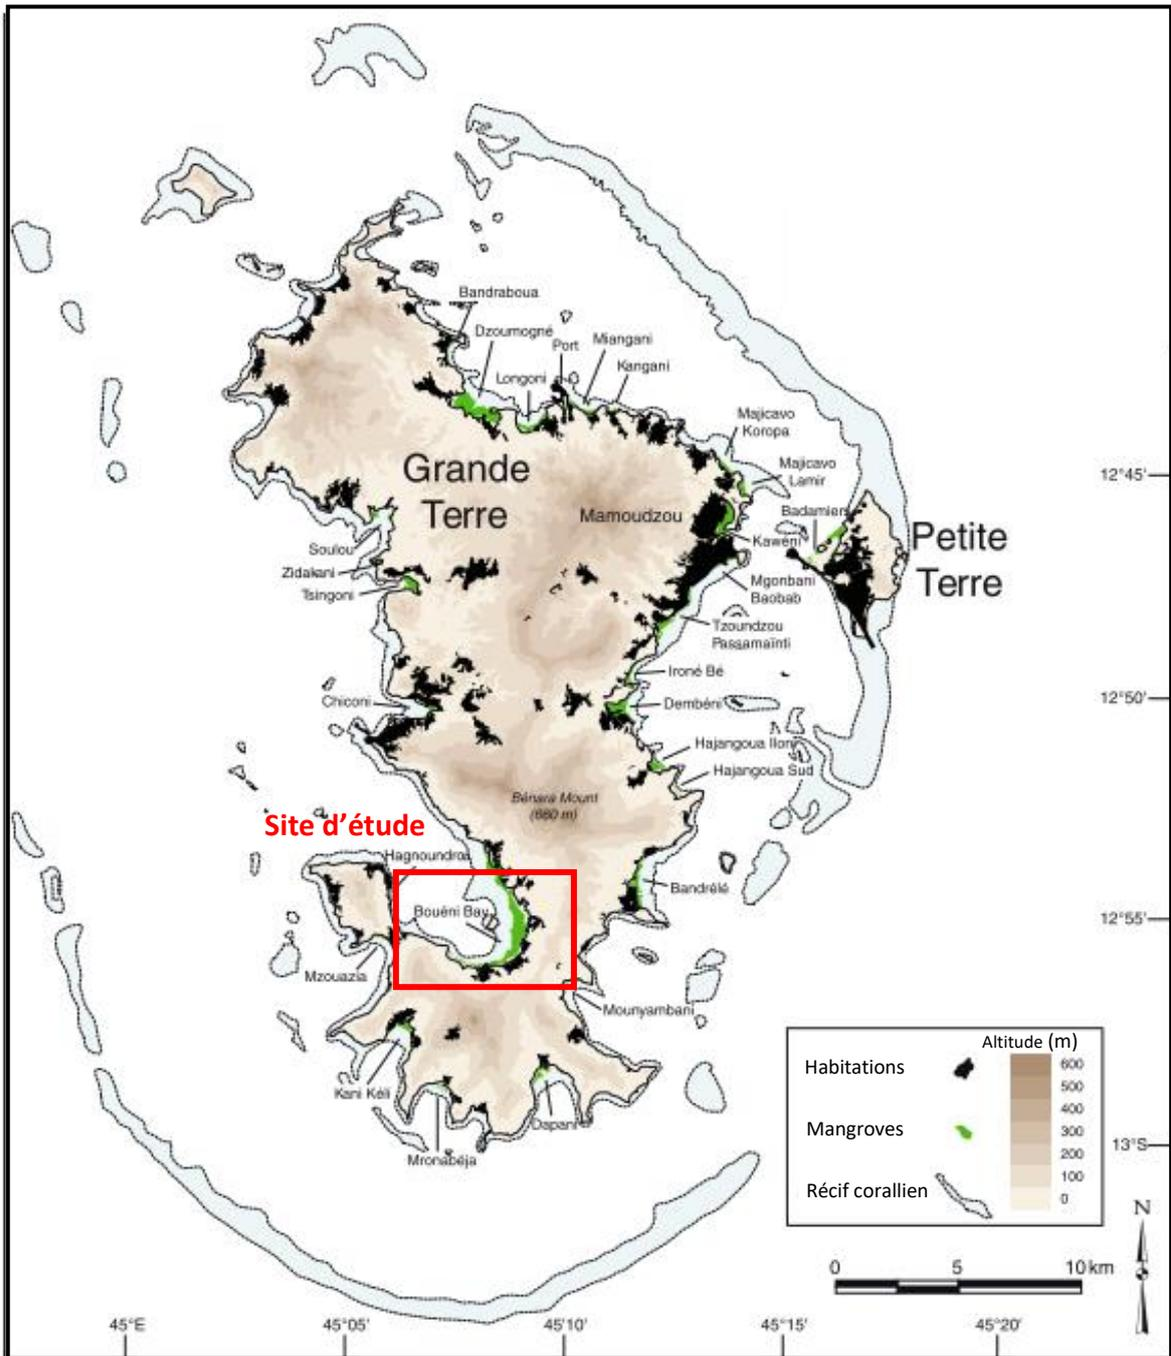 Bandraboua
Dzoumogné
Port
Miangani
Longoni
Kangani
Majicavo
Koropa
Grande
Terre
Majicavo
Lamir
12°45'
Mamoudzou
Badamiers
Kawéni
Petite
Terre
Soulou
Zidakani
Tsingoni
Mgonbani
Baobab
Tzoundzou
Passamaïnti
Ironé Bé
Chiconi
Dembéni
12°50'
Hajangoua Iloni
Hajangoua Sud
Bénara Mount
(660 m)
Site d’étude
Hagnoundrou
Bandrélé
Bouéni Bay
12°55'
Mzouazia
Mounyambani
Kani Kéli
Dapani
Mronabéja
Altitude (m)
Habitations
600
500
400
Mangroves
300
200
100
Récif corallien
0
13°S
N
0 5 10 km
45°E 45°05' 45°10' 45°15' 45°20'